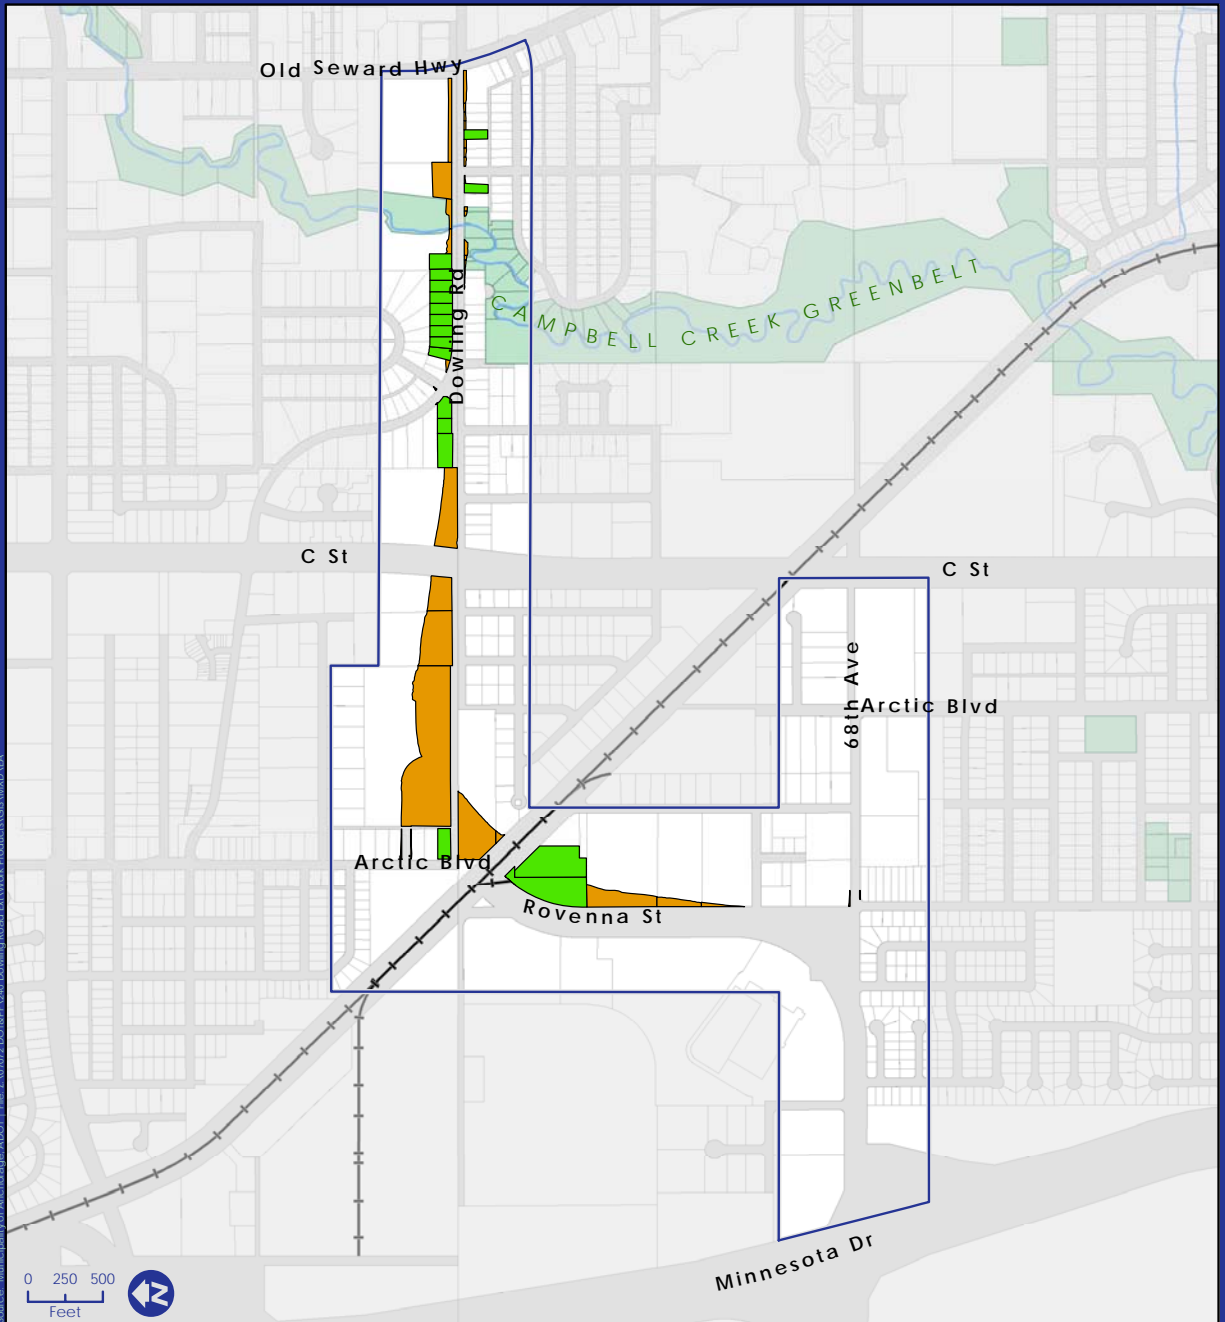 Old Seward Hwy
CAMPBELL CREEK GREENBELT
Dowling Rd
C St
C St
68th Ave
Arctic Blvd
Arctic Blvd
Rovenna St
Minnesota Dr
0 250 500
Feet
N